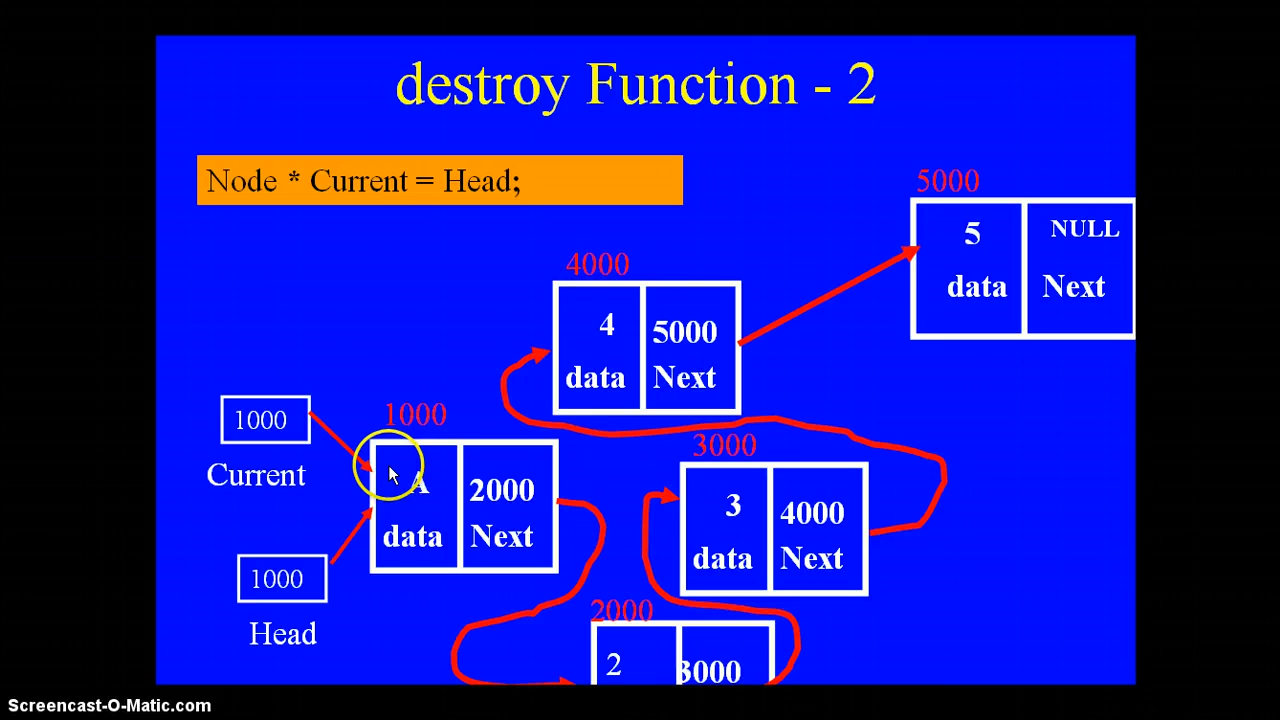 destroy Function - 2
Node * Current = Head;
5000
5 NULL
data Next
4000
4 5000
data Next
1000
1000
Current
A 2000
data Next
3000
3 4000
data Next
1000
Head
2000
2 3000
Screencast-O-Matic.com